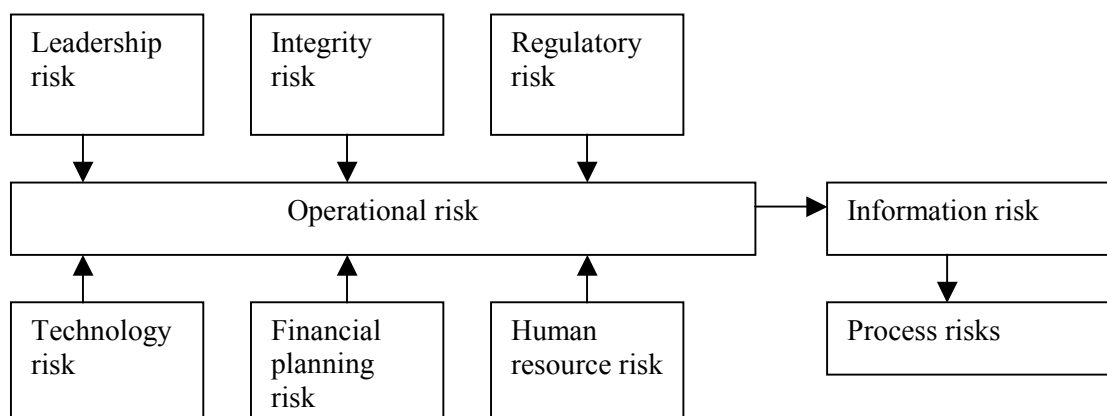 Leadership
risk
Integrity
risk
Regulatory
risk
Operational risk
Information risk
Technology
risk
Financial
planning
risk
Human
resource risk
Process risks